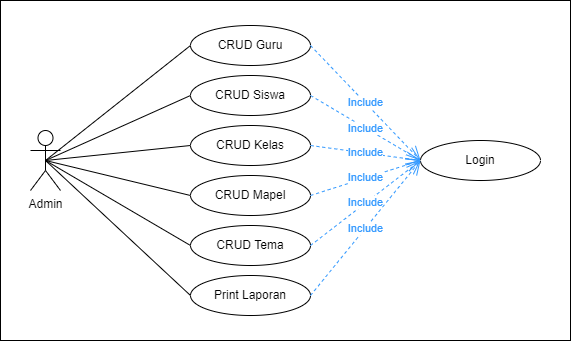 CRUD Guru
CRUD Siswa
CRUD Kelas
CRUD Mapel
CRUD Tema
Print Laporan
Admin
Include
Include
Include
Include
Include
Include
Login